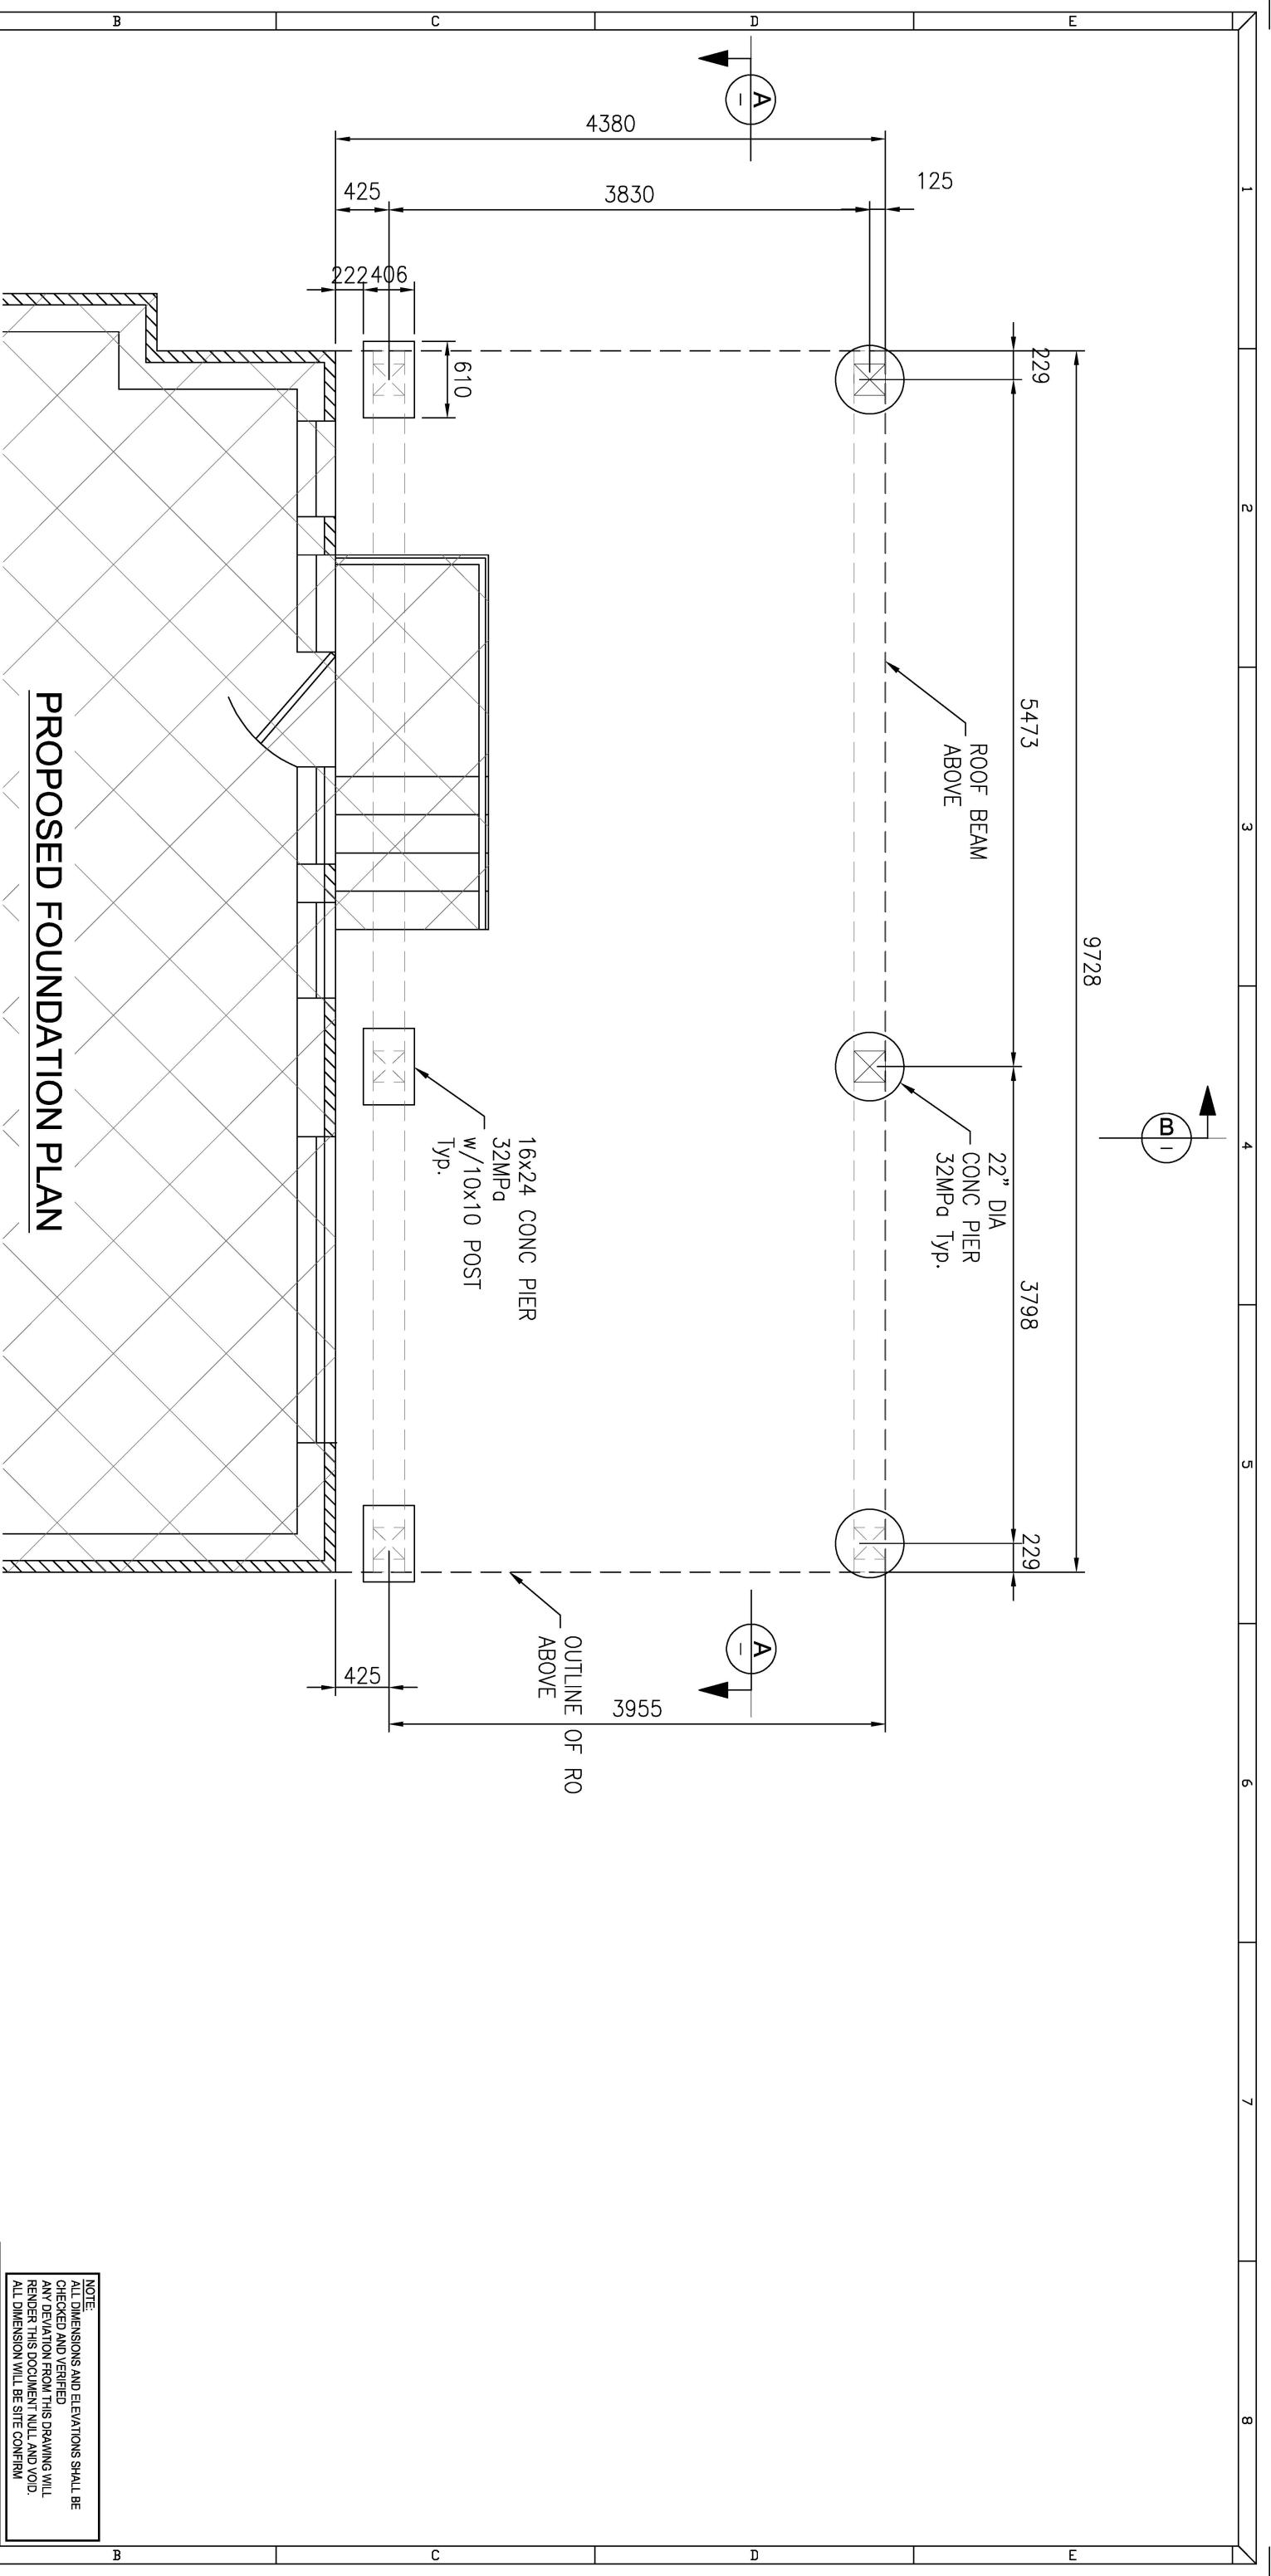 1
2
3
4
5
6
7
8
E
E
D
D
C
C
B
B
B
–
9728
229
5473
3798
229
125
4380
3830
425
222
406
610
A
–
A
–
3955
425
ROOF BEAM
ABOVE
22" DIA
CONC PIER
32MPa Typ.
16x24 CONC PIER
32MPa
w/10x10 POST
Typ.
OUTLINE OF RO
ABOVE
PROPOSED FOUNDATION PLAN
NOTE:
ALL DIMENSIONS AND ELEVATIONS SHALL BE
CHECKED AND VERIFIED
ANY DEVIATION FROM THIS DRAWING WILL
RENDER THIS DOCUMENT NULL AND VOID.
ALL DIMENSION WILL BE SITE CONFIRM